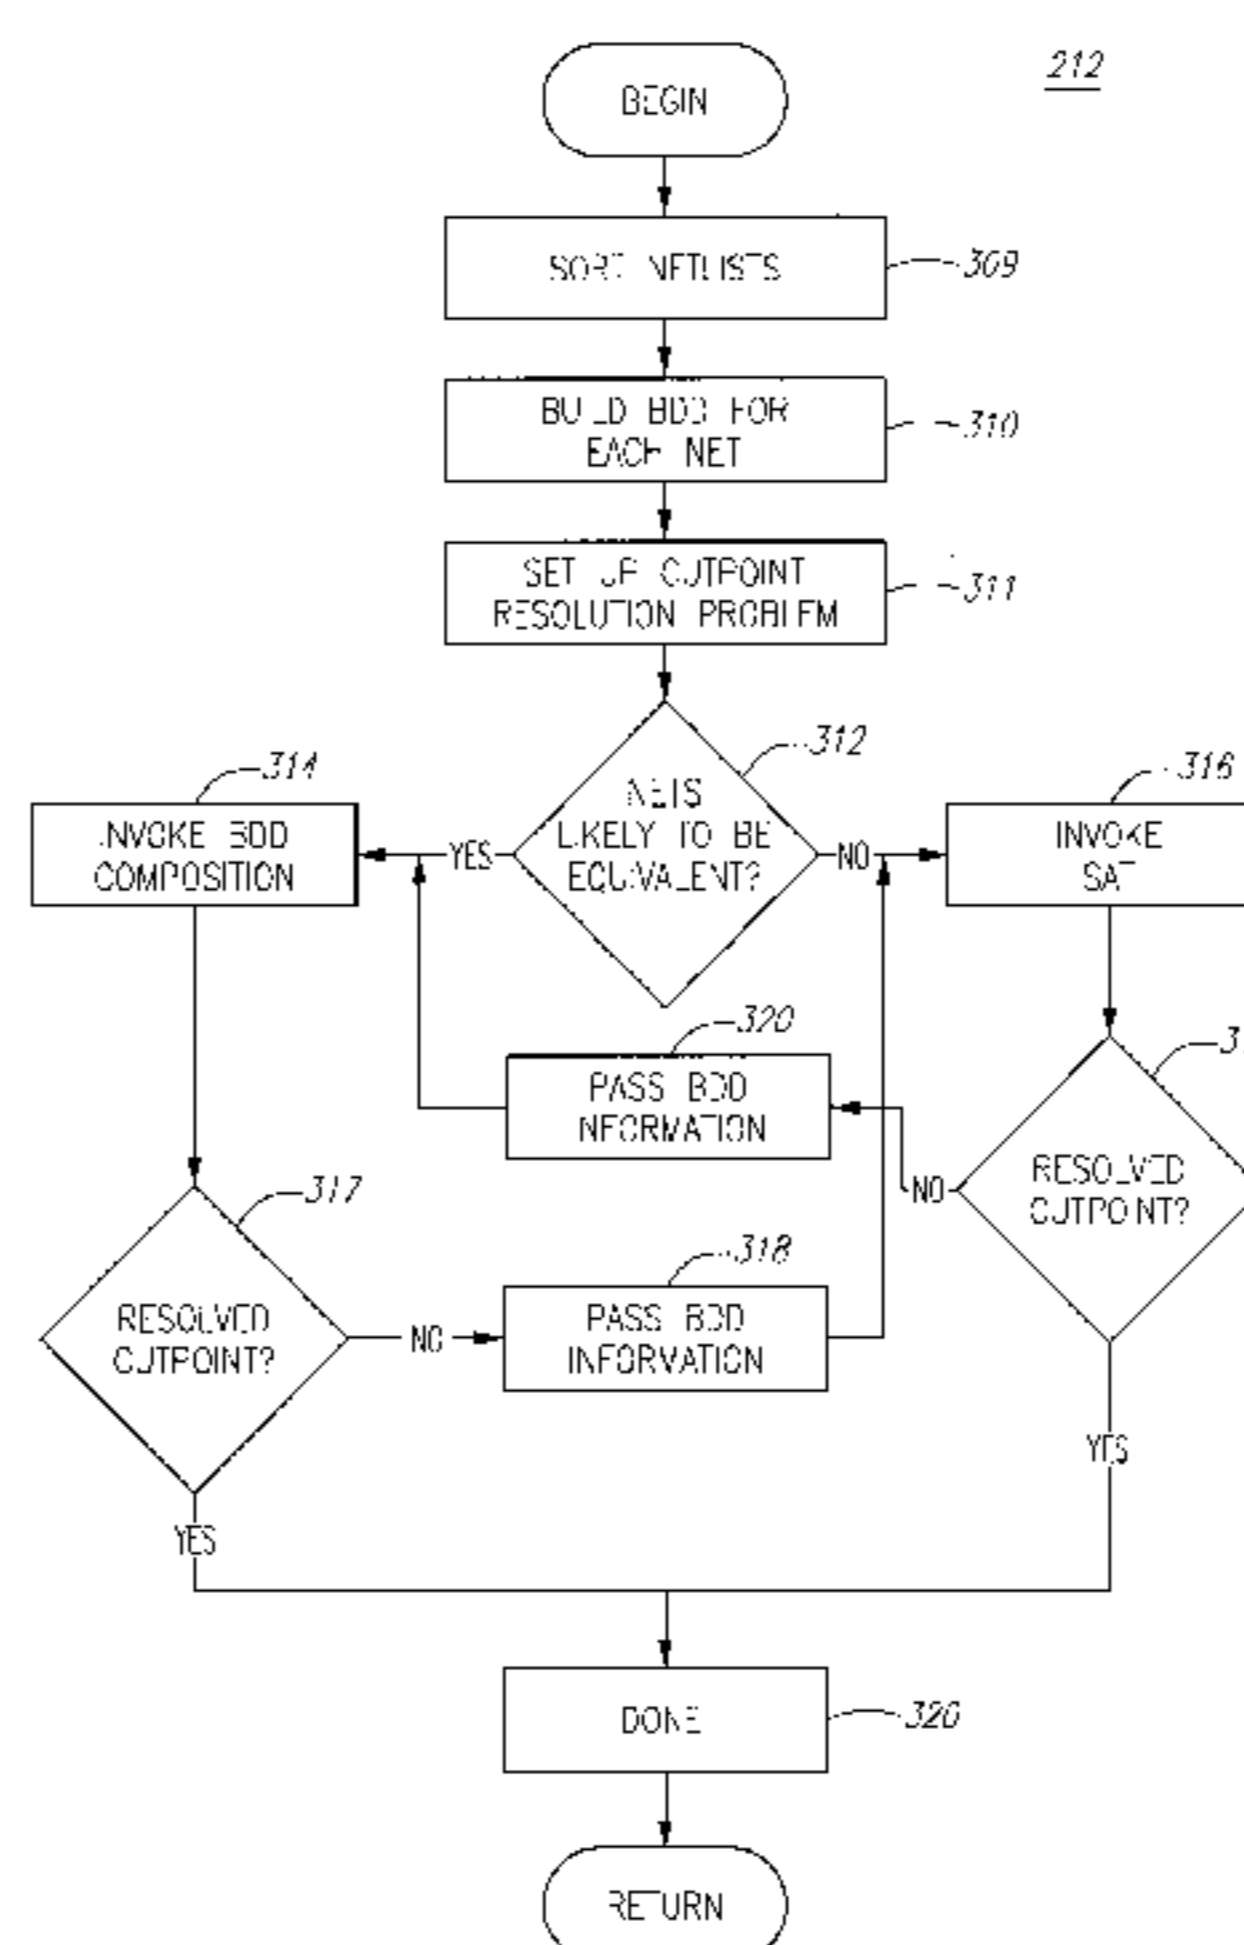 212
BEGIN
SORT NETLISTS
309
BUILD BDD FOR
EACH NET
310
SET UP CUTPOINT
RESOLUTION PROBLEM
311
312
NETS
LIKELY TO BE
EQUIVALENT?
YES
NO
314
INVOKE BDD
COMPOSITION
316
INVOKE
SAT
320
PASS BDD
INFORMATION
RESOLVED
CUTPOINT?
NO
317
RESOLVED
CUTPOINT?
NO
318
PASS BDD
INFORMATION
YES
YES
DONE
320
RETURN